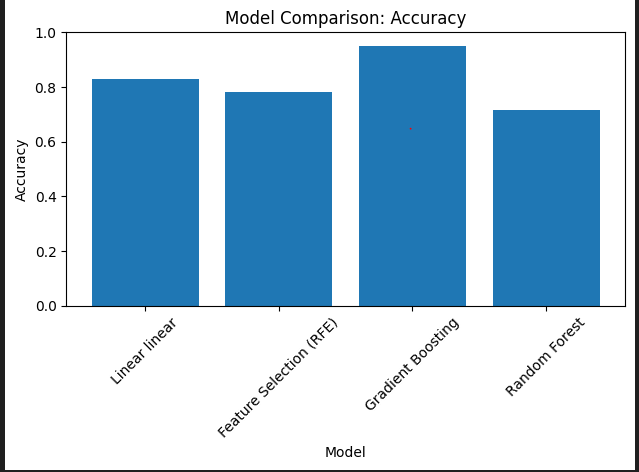 Model Comparison: Accuracy
1.0
0.8
0.6
0.4
0.2
0.0
Accuracy
Linear linear
Feature Selection (RFE)
Gradient Boosting
Random Forest
Model